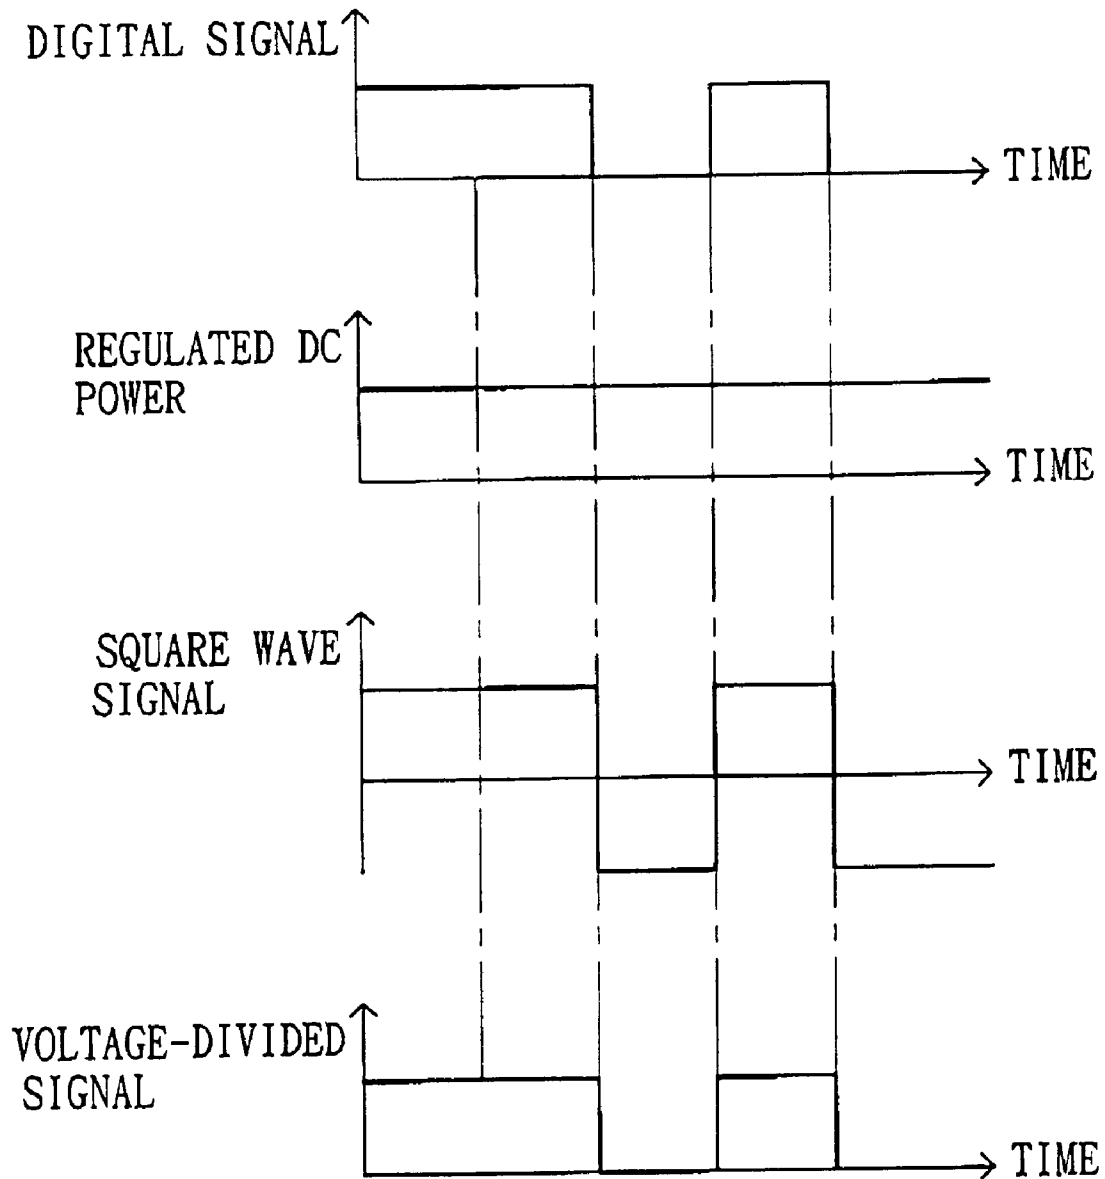 DIGITAL SIGNAL
TIME
REGULATED DC
POWER
TIME
SQUARE WAVE
SIGNAL
TIME
VOLTAGE-DIVIDED
SIGNAL
TIME